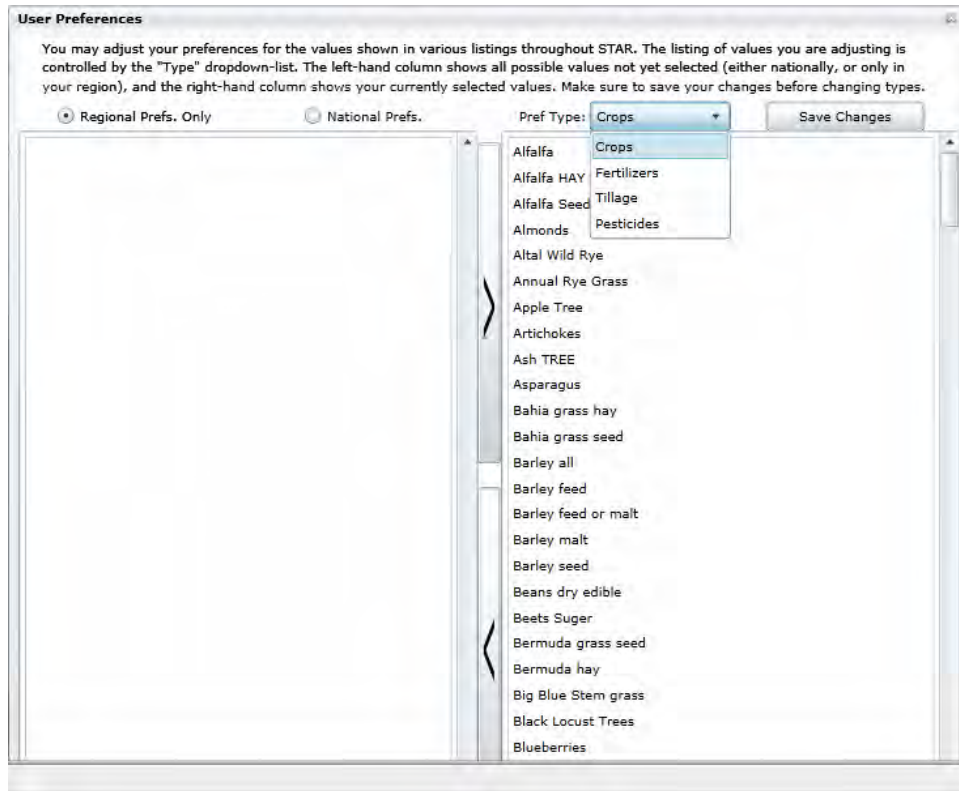 User Preferences
You may adjust your preferences for the values shown in various listings throughout STAR. The listing of values you are adjusting is
controlled by the "Type" dropdown-list. The left-hand column shows all possible values not yet selected (either nationally, or only in
your region), and the right-hand column shows your currently selected values. Make sure to save your changes before changing types.
Regional Prefs. Only National Prefs. Pref Type: Crops Save Changes
Crops
Fertilizers
Tillage
Pesticides
Alfalfa
Alfalfa HAY
Alfalfa Seed
Almonds
Altal Wild Rye
Annual Rye Grass
Apple Tree
Artichokes
Ash TREE
Asparagus
Bahia grass hay
Bahia grass seed
Barley all
Barley feed
Barley feed or malt
Barley malt
Barley seed
Beans dry edible
Beets Suger
Bermuda grass seed
Bermuda hay
Big Blue Stem grass
Black Locust Trees
Blueberries